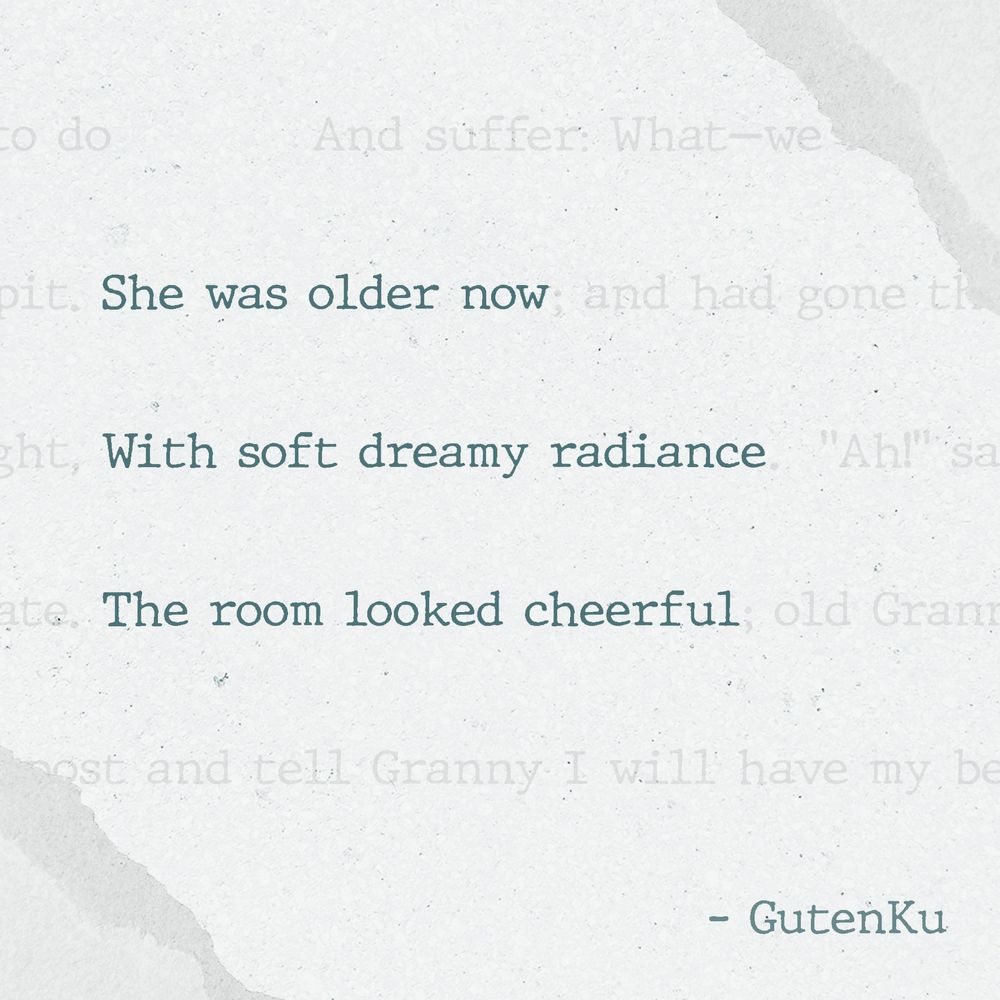 to do And suffer: What—we
pit. She was older now; and had gone th
ght, With soft dreamy radiance. "Ah!" sa
ate. The room looked cheerful; old Grann
post and tell Granny I will have my be
- GutenKu